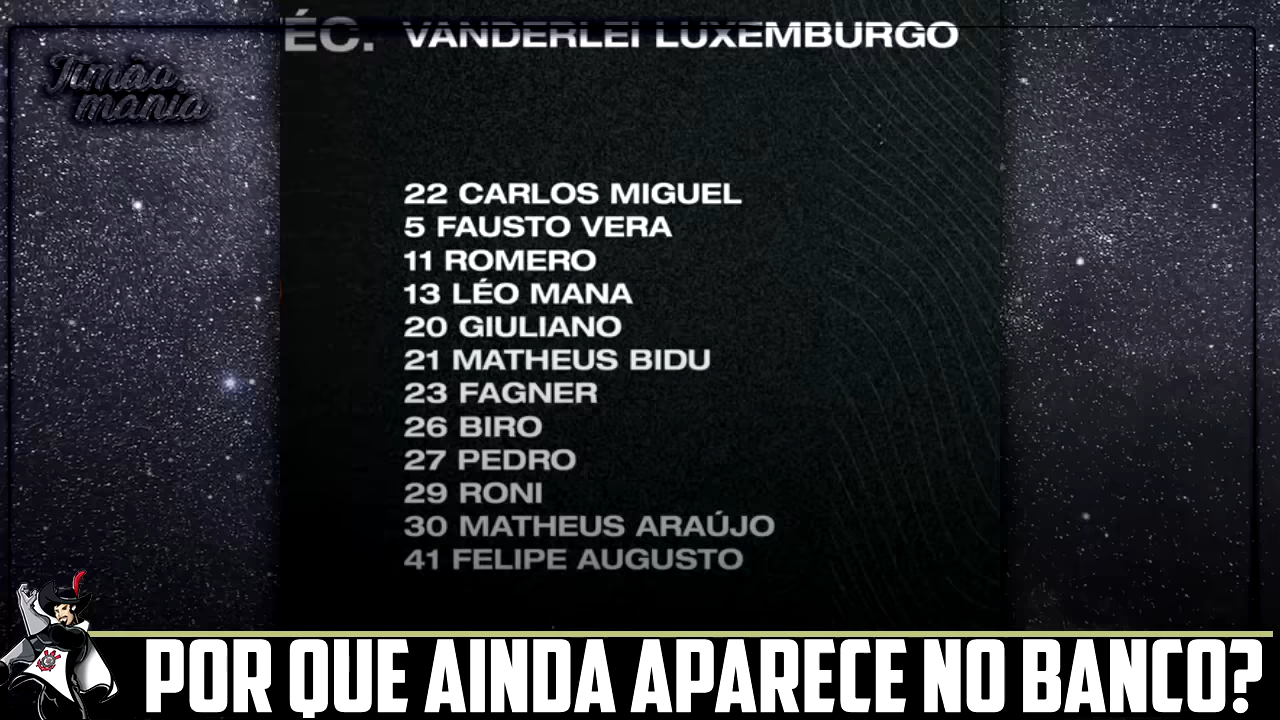 ÉC. VANDERLEI LUXEMBURGO
Timão
mania
22 CARLOS MIGUEL
5 FAUSTO VERA
11 ROMERO
13 LÉO MANA
20 GIULIANO
21 MATHEUS BIDU
23 FAGNER
26 BIRO
27 PEDRO
29 RONI
30 MATHEUS ARAÚJO
41 FELIPE AUGUSTO
POR QUE AINDA APARECE NO BANCO?